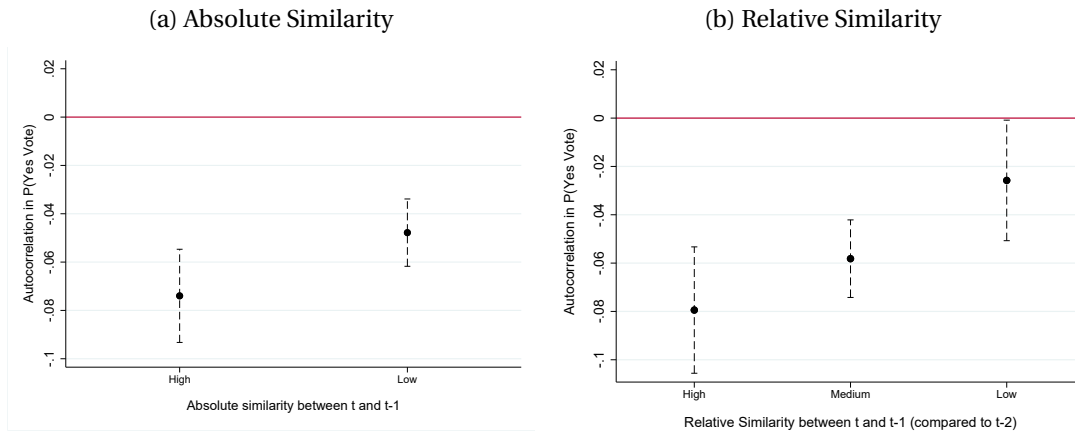 (a) Absolute Similarity
.02
0
-.02
-.04
-.06
-.08
-.1
Autocorrelation in P(Yes Vote)
High
Low
Absolute similarity between t and t-1
(b) Relative Similarity
.02
0
-.02
-.04
-.06
-.08
-.1
Autocorrelation in P(Yes Vote)
High
Medium
Low
Relative Similarity between t and t-1 (compared to t-2)